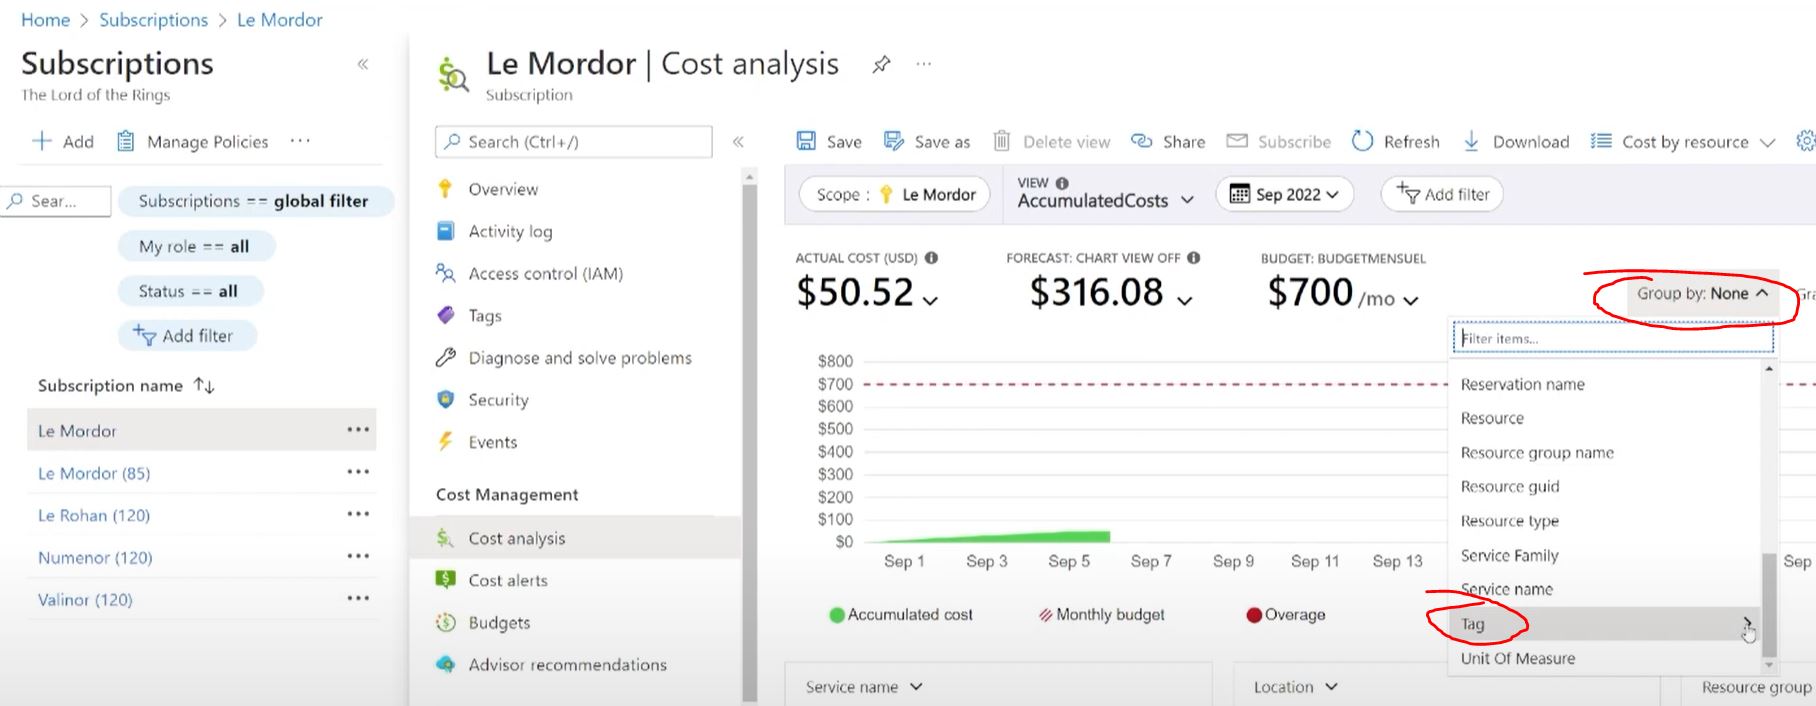 Home > Subscriptions > Le Mordor
Subscriptions «
The Lord of the Rings
Add Manage Policies ...
Sear... Subscriptions == global filter
My role == all
Status == all
Add filter
Subscription name ↑↓
Le Mordor ...
Le Mordor (85) ...
Le Rohan (120) ...
Numenor (120) ...
Valinor (120) ...
Le Mordor | Cost analysis ...
Subscription
Search (Ctrl+/) «
Overview
Activity log
Access control (IAM)
Tags
Diagnose and solve problems
Security
Events
Cost Management
Cost analysis
Cost alerts
Budgets
Advisor recommendations
Save Save as Delete view Share Subscribe Refresh Download Cost by resource
Scope : Le Mordor VIEW AccumulatedCosts Sep 2022 Add filter
ACTUAL COST (USD) FORECAST: CHART VIEW OFF BUDGET: BUDGETMENSUEL
$50.52 $316.08 $700 /mo
Group by: None Gra
Filter items...
Reservation name
Resource
Resource group name
Resource guid
Resource type
Service Family
Service name
Tag
Unit Of Measure
$800
$700
$600
$500
$400
$300
$200
$100
$0
Sep 1 Sep 3 Sep 5 Sep 7 Sep 9 Sep 11 Sep 13 Sep
Accumulated cost Monthly budget Overage
Service name Location Resource group